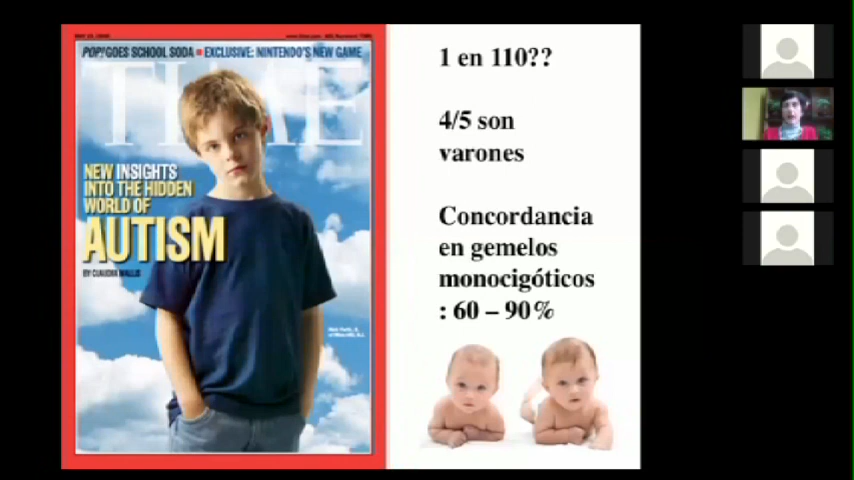 POP! GOES SCHOOL SODA ■ EXCLUSIVE: NINTENDO'S NEW GAME
TIME
NEW INSIGHTS
INTO THE HIDDEN
WORLD OF
AUTISM
BY CLAUDIA WALLIS
1 en 110??
4/5 son
varones
Concordancia
en gemelos
monocigóticos
: 60 – 90%